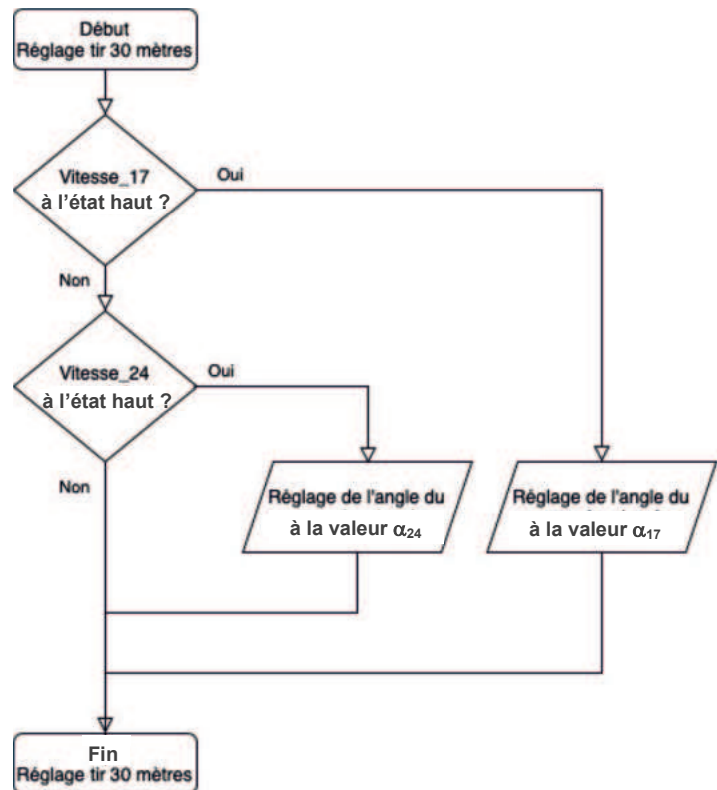 Début
Réglage tir 30 mètres
Vitesse_17
à l'état haut ?
Oui
Non
Vitesse_24
à l'état haut ?
Oui
Non
Réglage de l'angle du
à la valeur α₂₄
Réglage de l'angle du
à la valeur α₁₇
Fin
Réglage tir 30 mètres